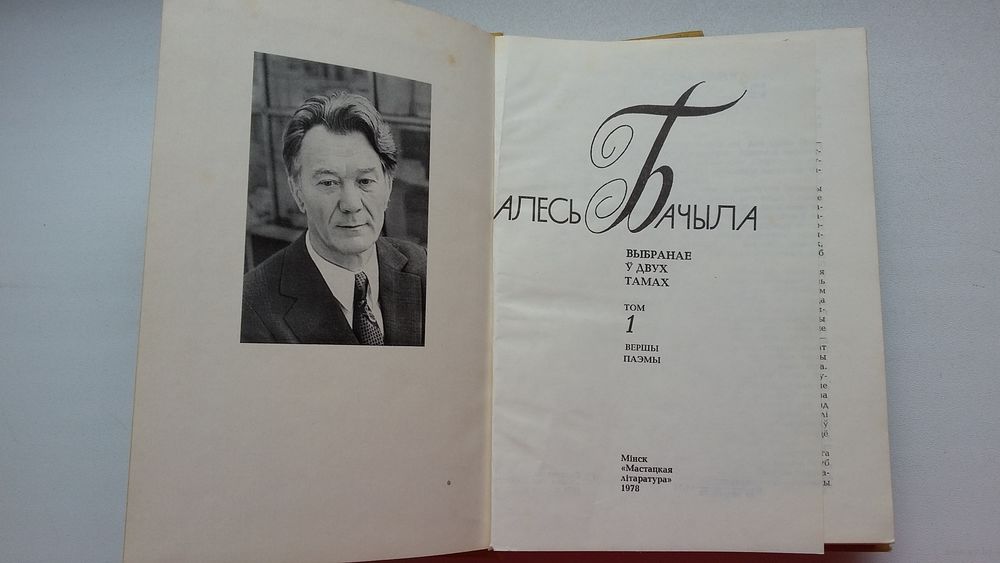 АЛЕСЬ БАЧЫЛА
ВЫБРАНАЕ
Ў ДВУХ
ТАМАХ
ТОМ
1
ВЕРШЫ
ПАЭМЫ
Мінск
«Мастацкая
літаратура»
1978